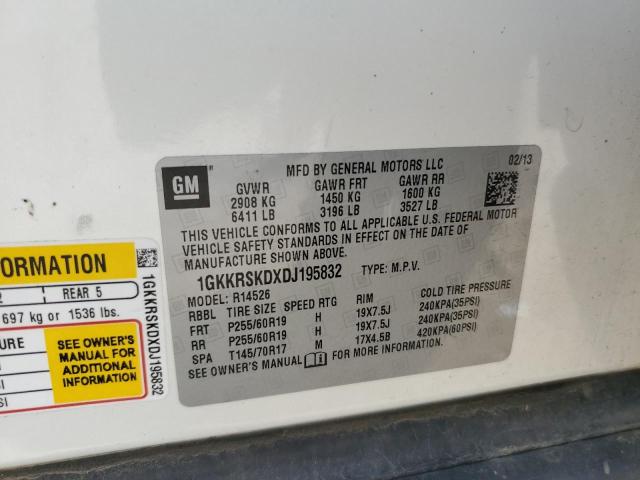 GM
MFD BY GENERAL MOTORS LLC
02/13
GVWR GAWR FRT GAWR RR
2908 KG 1450 KG 1600 KG
6411 LB 3196 LB 3527 LB
THIS VEHICLE CONFORMS TO ALL APPLICABLE U.S. FEDERAL MOTOR
VEHICLE SAFETY STANDARDS IN EFFECT ON THE DATE OF
MANUFACTURE SHOWN ABOVE.
1GKKRSKDXDJ195832 TYPE: M.P.V.
MODEL: R14526
RBBL TIRE SIZE SPEED RTG RIM COLD TIRE PRESSURE
FRT P255/60R19 H 19X7.5J 240KPA(35PSI)
RR P255/60R19 H 19X7.5J 240KPA(35PSI)
SPA T145/70R17 M 17X4.5B 420KPA(60PSI)
SEE OWNER'S MANUAL FOR MORE INFORMATION.
ORMATION
2 REAR 5
697 kg or 1536 lbs.
URE
SI
SI
SI
SEE OWNER'S
MANUAL FOR
ADDITIONAL
INFORMATION
1GKKRSKDXDJ195832